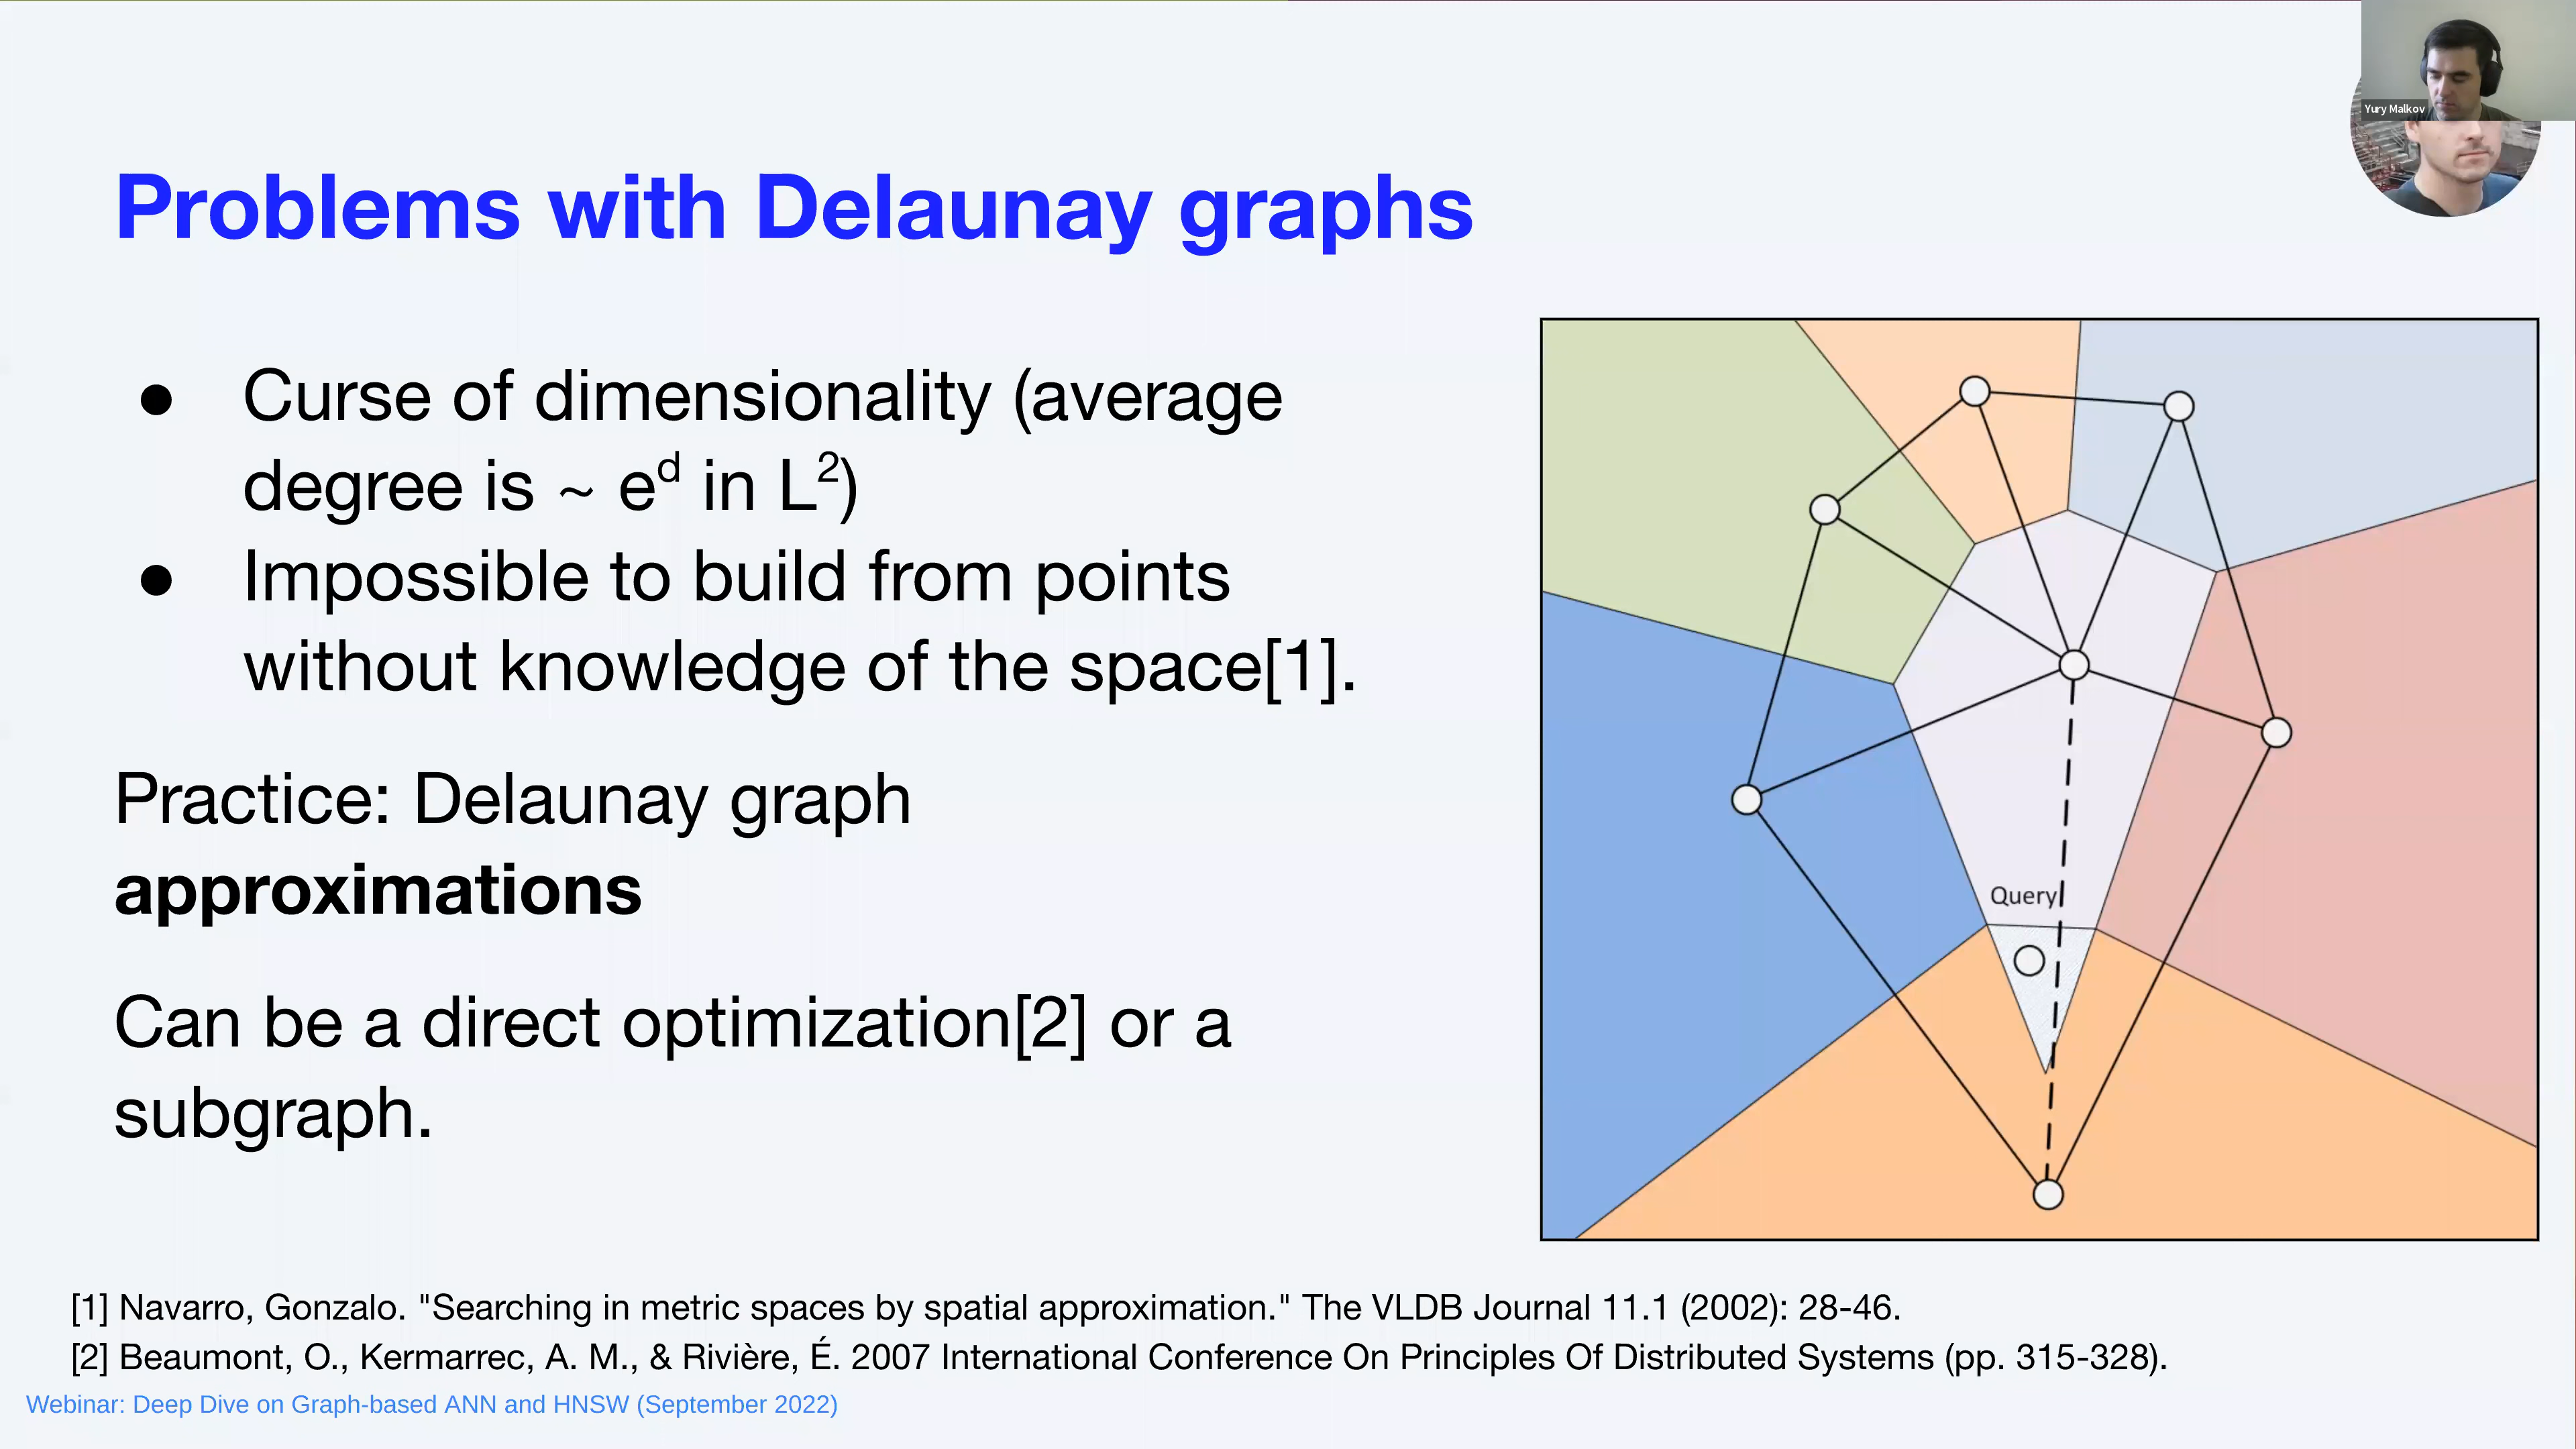 Yury Malkov
Problems with Delaunay graphs
● Curse of dimensionality (average
degree is ~ e^d in L^2)
● Impossible to build from points
without knowledge of the space[1].
Practice: Delaunay graph
approximations
Can be a direct optimization[2] or a
subgraph.
Query
[1] Navarro, Gonzalo. "Searching in metric spaces by spatial approximation." The VLDB Journal 11.1 (2002): 28-46.
[2] Beaumont, O., Kermarrec, A. M., & Rivière, É. 2007 International Conference On Principles Of Distributed Systems (pp. 315-328).
Webinar: Deep Dive on Graph-based ANN and HNSW (September 2022)